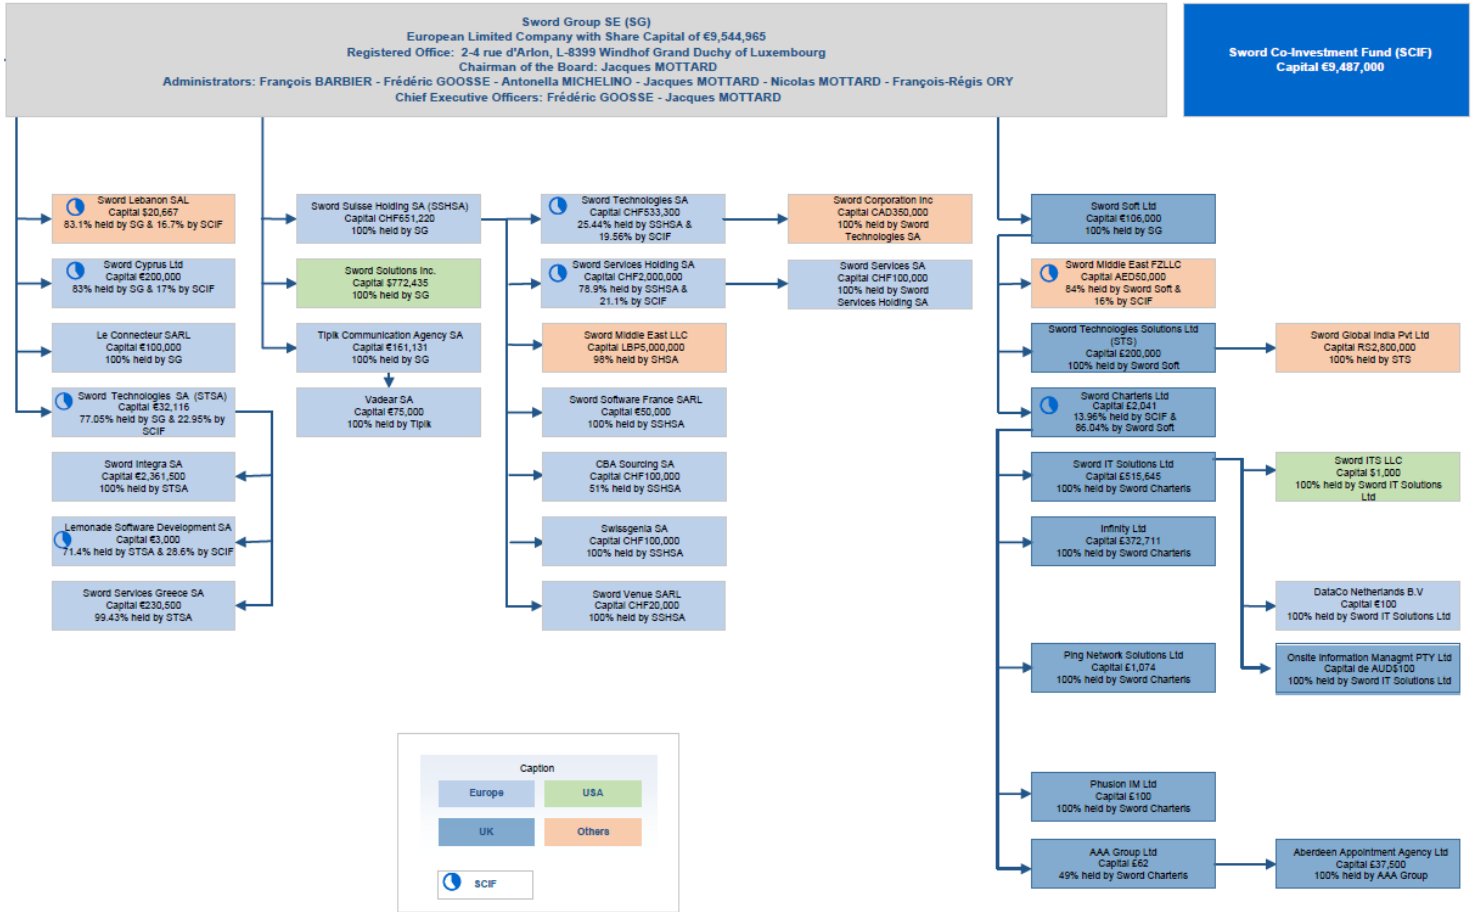 Sword Group SE (SG)
European Limited Company with Share Capital of €9,544,965
Registered Office: 2-4 rue d'Arlon, L-8399 Windhof Grand Duchy of Luxembourg
Chairman of the Board: Jacques MOTTARD
Administrators: François BARBIER - Frédéric GOOSSE - Antonella MICHELINO - Jacques MOTTARD - Nicolas MOTTARD - François-Régis ORY
Chief Executive Officers: Frédéric GOOSSE - Jacques MOTTARD
Sword Co-Investment Fund (SCIF)
Capital €9,487,000
Sword Lebanon SAL
Capital $20,667
83.1% held by SG & 16.7% by SCIF
Sword Cyprus Ltd
Capital €200,000
83% held by SG & 17% by SCIF
Le Connecteur SARL
Capital €100,000
100% held by SG
Sword Technologies SA (STSA)
Capital €32,116
77.05% held by SG & 22.95% by
SCIF
Sword Integra SA
Capital €2,361,500
100% held by STSA
Lemonade Software Development SA
Capital €3,000
71.4% held by STSA & 28.6% by SCIF
Sword Services Greece SA
Capital €230,500
99.43% held by STSA
Sword Suisse Holding SA (SSHSA)
Capital CHF651,220
100% held by SG
Sword Solutions Inc.
Capital $772,435
100% held by SG
Tipik Communication Agency SA
Capital €161,131
100% held by SG
Vadear SA
Capital €75,000
100% held by Tipik
Sword Technologies SA
Capital CHF533,300
25.44% held by SSHSA &
19.56% by SCIF
Sword Services Holding SA
Capital CHF2,000,000
78.9% held by SSHSA &
21.1% by SCIF
Sword Middle East LLC
Capital LBP5,000,000
98% held by SHSA
Sword Software France SARL
Capital €50,000
100% held by SSHSA
CBA Sourcing SA
Capital CHF100,000
51% held by SSHSA
Swissgenia SA
Capital CHF100,000
100% held by SSHSA
Sword Venue SARL
Capital CHF20,000
100% held by SSHSA
Sword Corporation Inc
Capital CAD350,000
100% held by Sword
Technologies SA
Sword Services SA
Capital CHF100,000
100% held by Sword
Services Holding SA
Sword Soft Ltd
Capital €106,000
100% held by SG
Sword Middle East FZLLC
Capital AED50,000
84% held by Sword Soft &
16% by SCIF
Sword Technologies Solutions Ltd
(STS)
Capital £200,000
100% held by Sword Soft
Sword Charteris Ltd
Capital £2,041
13.96% held by SCIF &
86.04% by Sword Soft
Sword IT Solutions Ltd
Capital £515,645
100% held by Sword Charteris
Infinity Ltd
Capital £372,711
100% held by Sword Charteris
Ping Network Solutions Ltd
Capital £1,074
100% held by Sword Charteris
Phusion IM Ltd
Capital £100
100% held by Sword Charteris
AAA Group Ltd
Capital £62
49% held by Sword Charteris
Sword Global India Pvt Ltd
Capital RS2,800,000
100% held by STS
Sword ITS LLC
Capital $1,000
100% held by Sword IT Solutions
Ltd
DataCo Netherlands B.V
Capital €100
100% held by Sword IT Solutions Ltd
Onsite Information Managmt PTY Ltd
Capital de AUD$100
100% held by Sword IT Solutions Ltd
Aberdeen Appointment Agency Ltd
Capital £37,500
100% held by AAA Group
Caption
Europe
USA
UK
Others
SCIF